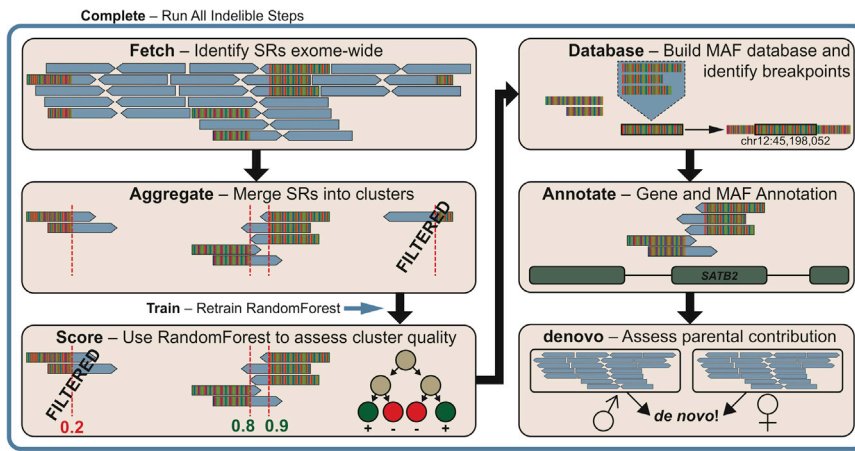 Complete – Run All Indelible Steps
Fetch – Identify SRs exome-wide
Aggregate – Merge SRs into clusters
FILTERED
Train – Retrain RandomForest
Score – Use RandomForest to assess cluster quality
FILTERED
0.2
0.8 0.9
+ - - +
Database – Build MAF database and
identify breakpoints
chr12:45,198,052
Annotate – Gene and MAF Annotation
SATB2
denovo – Assess parental contribution
♂ de novo! ♀